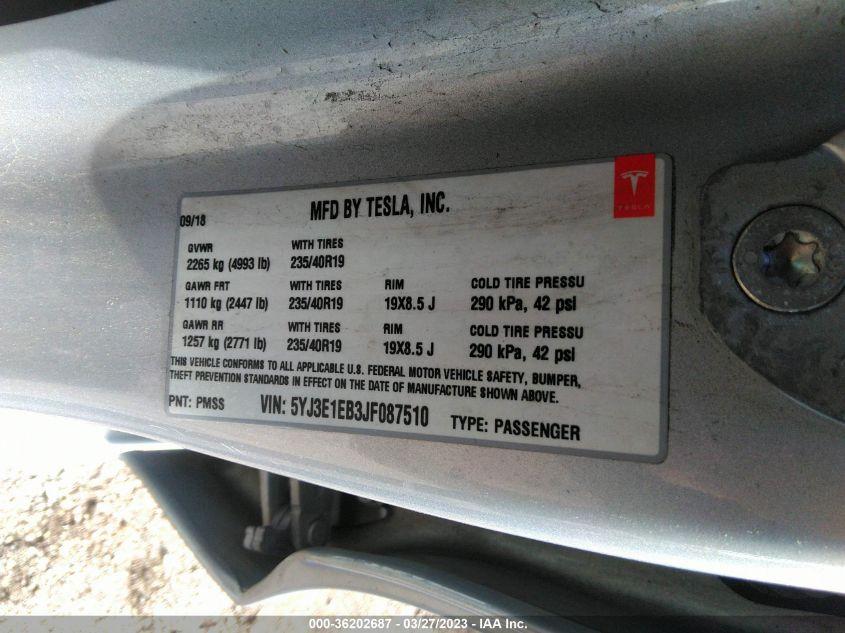 09/18 MFD BY TESLA, INC.
TESLA
GVWR WITH TIRES
2265 kg (4993 lb) 235/40R19
GAWR FRT WITH TIRES RIM COLD TIRE PRESSU
1110 kg (2447 lb) 235/40R19 19X8.5 J 290 kPa, 42 psl
GAWR RR WITH TIRES RIM COLD TIRE PRESSU
1257 kg (2771 lb) 235/40R19 19X8.5 J 290 kPa, 42 psl
THIS VEHICLE CONFORMS TO ALL APPLICABLE U.S. FEDERAL MOTOR VEHICLE SAFETY, BUMPER,
THEFT PREVENTION STANDARDS IN EFFECT ON THE DATE OF MANUFACTURE SHOWN ABOVE.
PNT: PMSS VIN: 5YJ3E1EB3JF087510 TYPE: PASSENGER
000-36202687 - 03/27/2023 - IAA Inc.